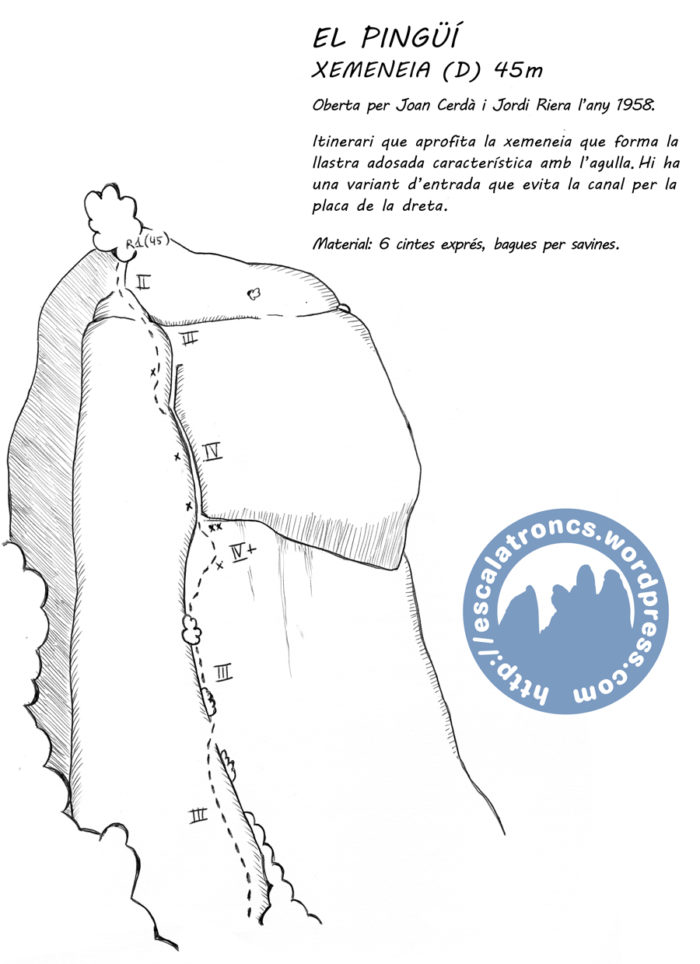 EL PINGÜÍ
XEMENEIA (D) 45m
Oberta per Joan Cerdà i Jordi Riera l'any 1958.
Itinerari que aprofita la xemeneia que forma la
llastra adosada característica amb l'agulla. Hi ha
una variant d'entrada que evita la canal per la
placa de la dreta.
Material: 6 cintes exprés, bagues per savines.
Rd.(45)
II
III
IV
IV+
III
III
http://escalatroncs.wordpress.com